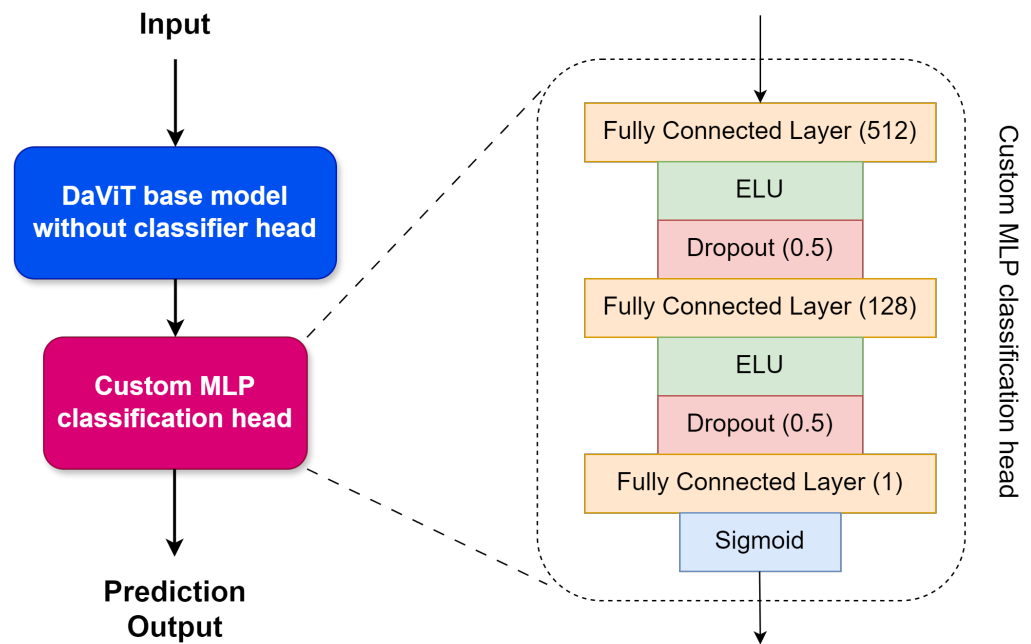 Input
DaViT base model
without classifier head
Custom MLP
classification head
Prediction
Output
Fully Connected Layer (512)
ELU
Dropout (0.5)
Fully Connected Layer (128)
ELU
Dropout (0.5)
Fully Connected Layer (1)
Sigmoid
Custom MLP classification head